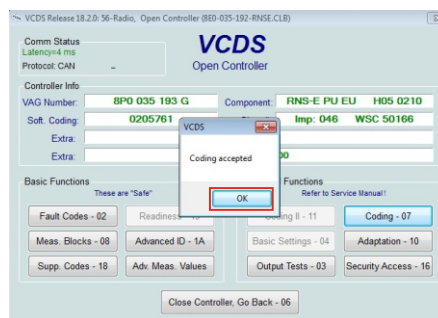 VCDS Release 18.2.0: 56-Radio, Open Controller (8E0-035-192-RNSE.CLB)
Comm Status
Latency=4 ms
Protocol: CAN
VCDS
Open Controller
Controller Info
VAG Number: 8P0 035 193 G Component: RNS-E PU EU H05 0210
Soft. Coding: 0205761 Imp: 046 WSC 50166
Extra:
Extra:
VCDS
Coding accepted
OK
Basic Functions
These are "Safe"
Functions
Refer to Service Manual!
Fault Codes - 02 Readiness Coding - 07
Meas. Blocks - 08 Advanced ID - 1A Basic Settings - 04 Adaptation - 10
Supp. Codes - 18 Adv. Meas. Values Output Tests - 03 Security Access - 16
Close Controller, Go Back - 06